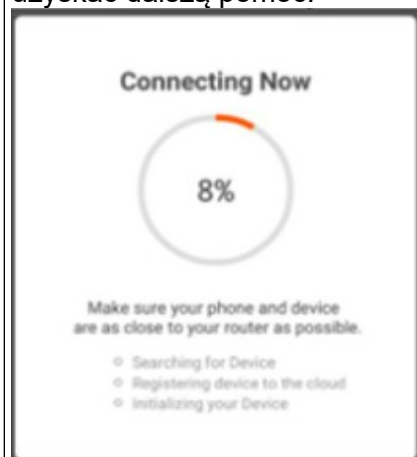 uzyskać dalszą pomoc.
Connecting Now
8%
Make sure your phone and device
are as close to your router as possible.
Searching for Device
Registering device to the cloud
Initializing your Device